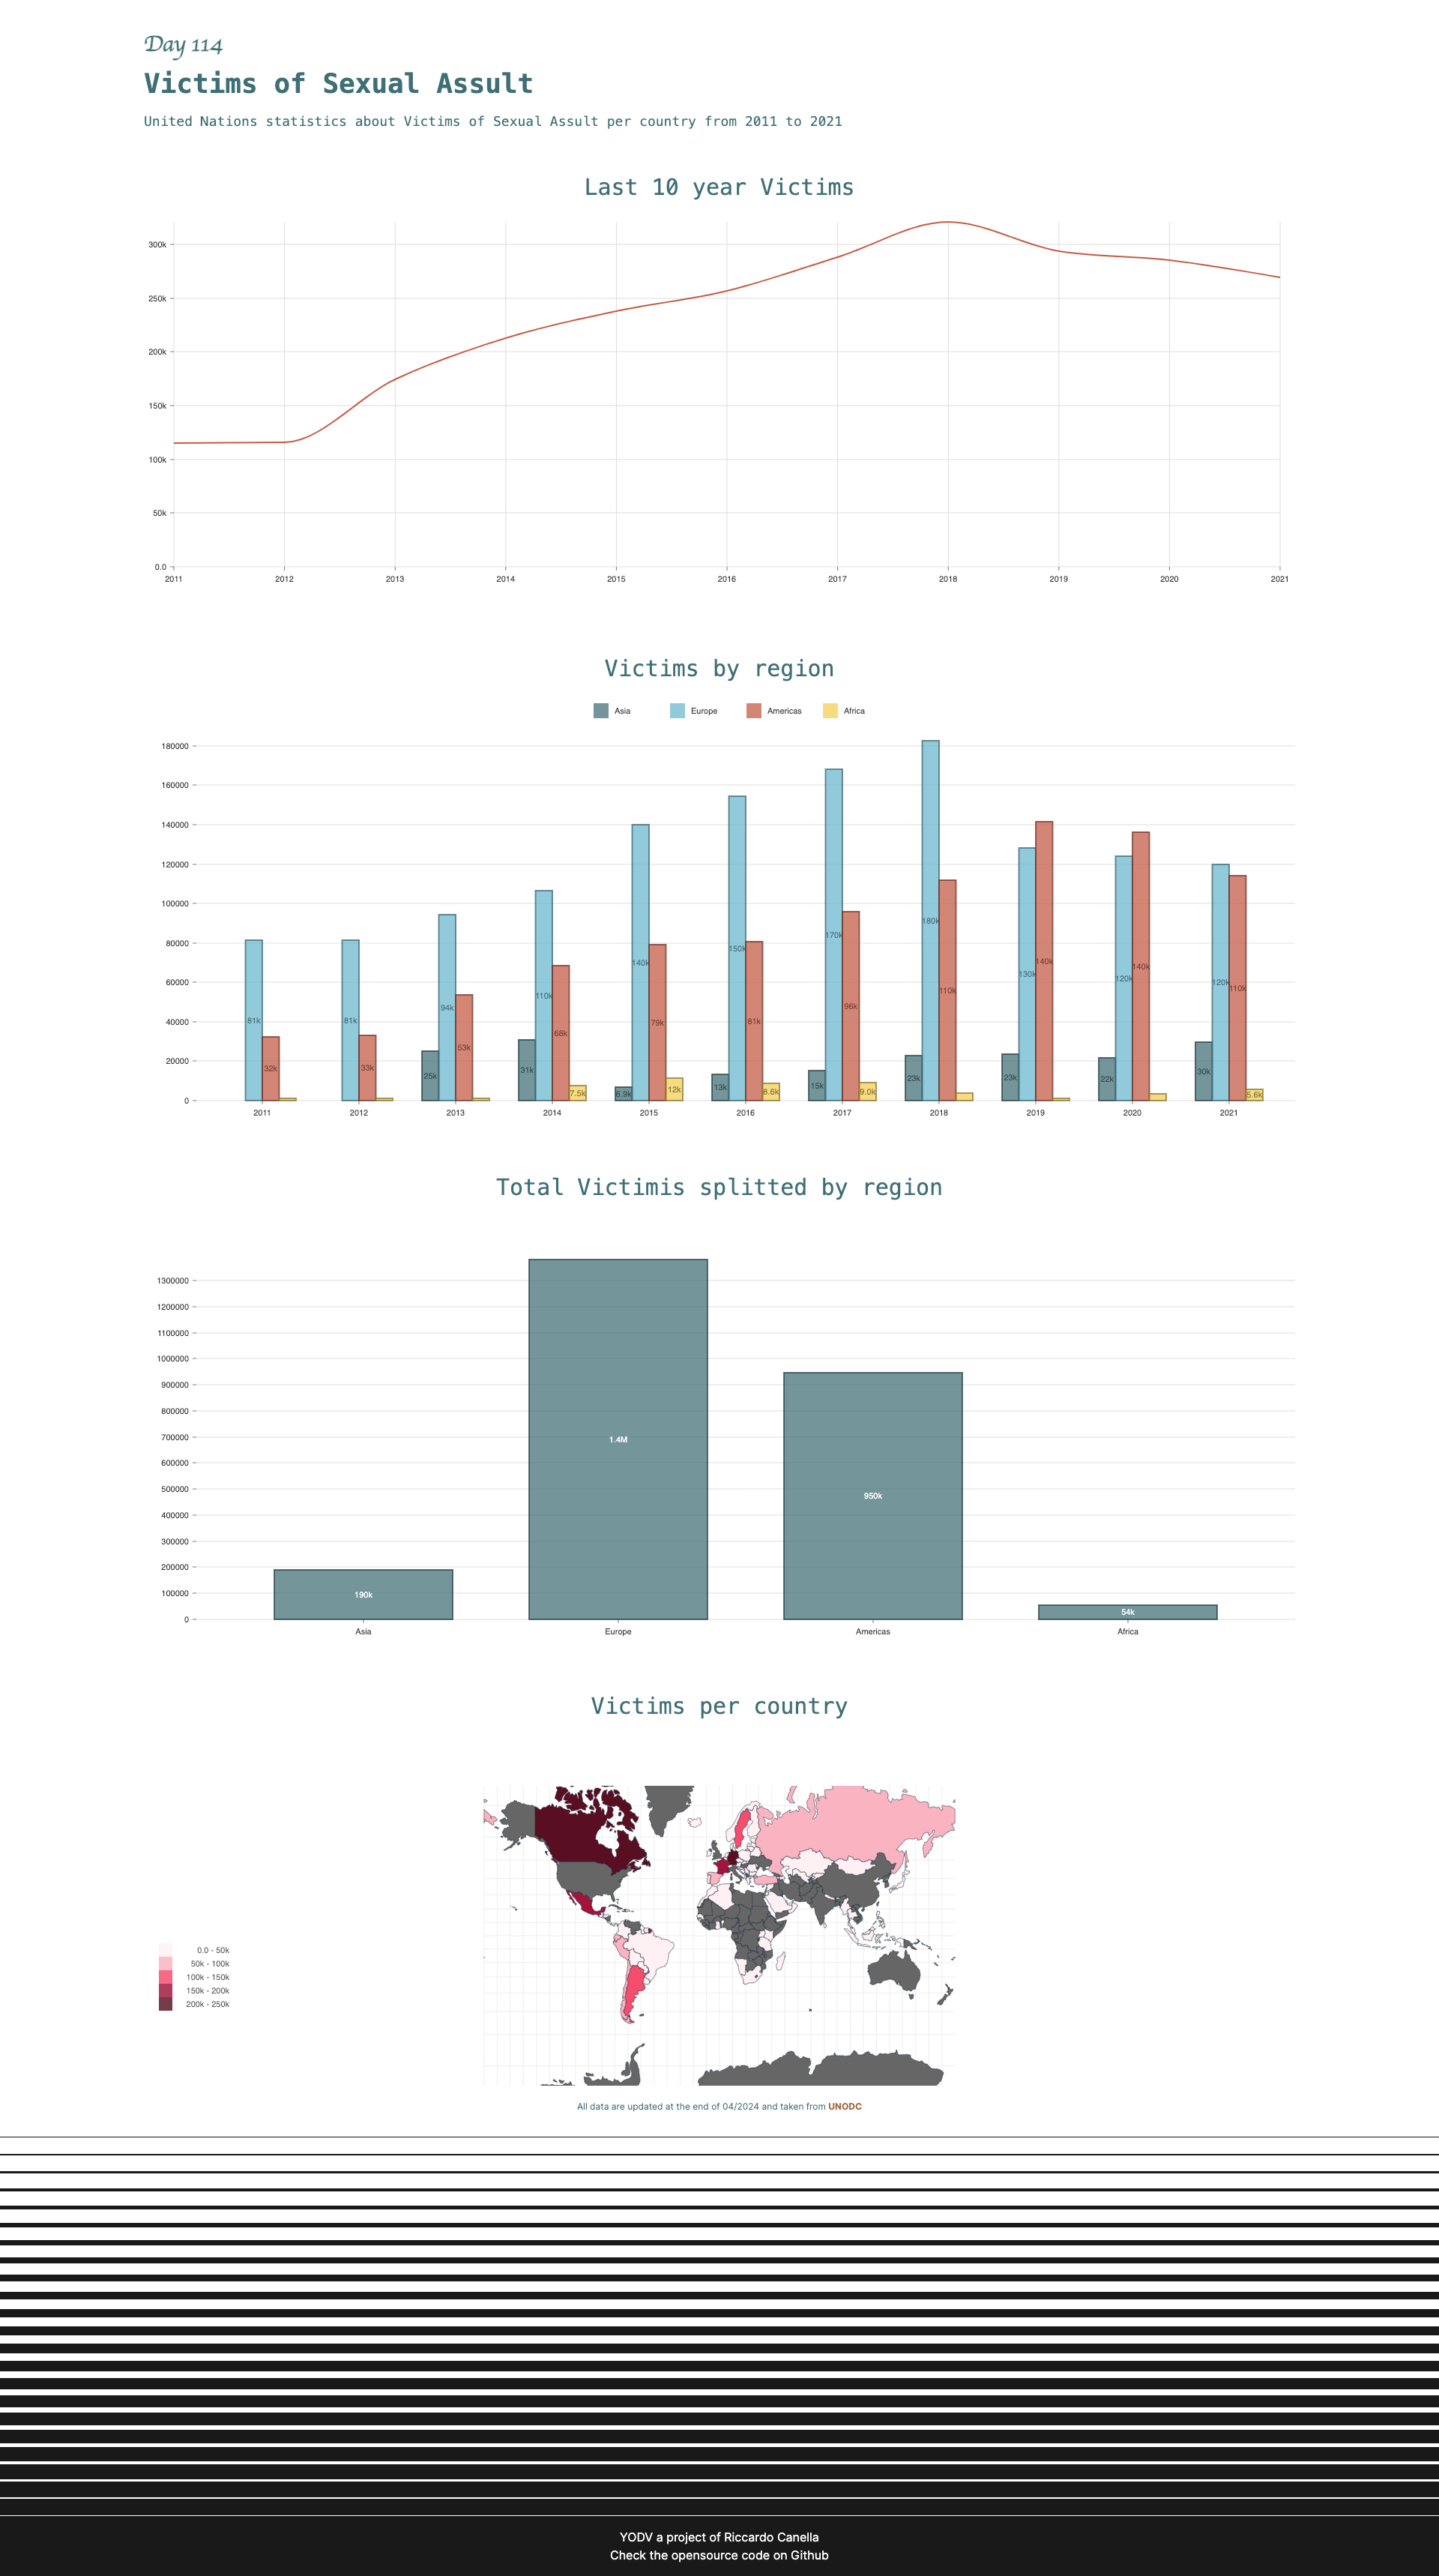 Day 114
Victims of Sexual Assult
United Nations statistics about Victims of Sexual Assult per country from 2011 to 2021
Last 10 year Victims
300k
250k
200k
150k
100k
50k
0.0
2011 2012 2013 2014 2015 2016 2017 2018 2019 2020 2021
Victims by region
Asia Europe Americas Africa
180000
160000
140000
120000
100000
80000
60000
40000
20000
0
81k 32k
81k 33k
25k 94k 53k
31k 110k 68k 7.5k
6.9k 140k 79k 12k
13k 150k 81k 8.6k
15k 170k 96k 9.0k
23k 180k 110k
23k 130k 140k
22k 120k 140k
30k 120k 110k 5.6k
2011 2012 2013 2014 2015 2016 2017 2018 2019 2020 2021
Total Victimis splitted by region
1300000
1200000
1100000
1000000
900000
800000
700000
600000
500000
400000
300000
200000
100000
0
190k 1.4M 950k 54k
Asia Europe Americas Africa
Victims per country
0.0 - 50k
50k - 100k
100k - 150k
150k - 200k
200k - 250k
All data are updated at the end of 04/2024 and taken from UNODC
YODV a project of Riccardo Canella
Check the opensource code on Github